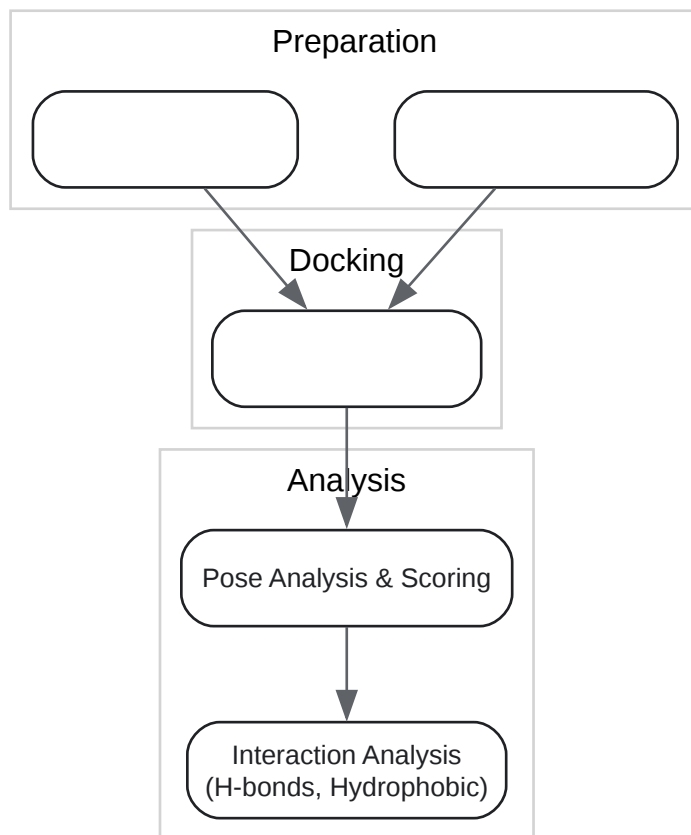 Preparation
Docking
Analysis
Pose Analysis & Scoring
Interaction Analysis
(H-bonds, Hydrophobic)